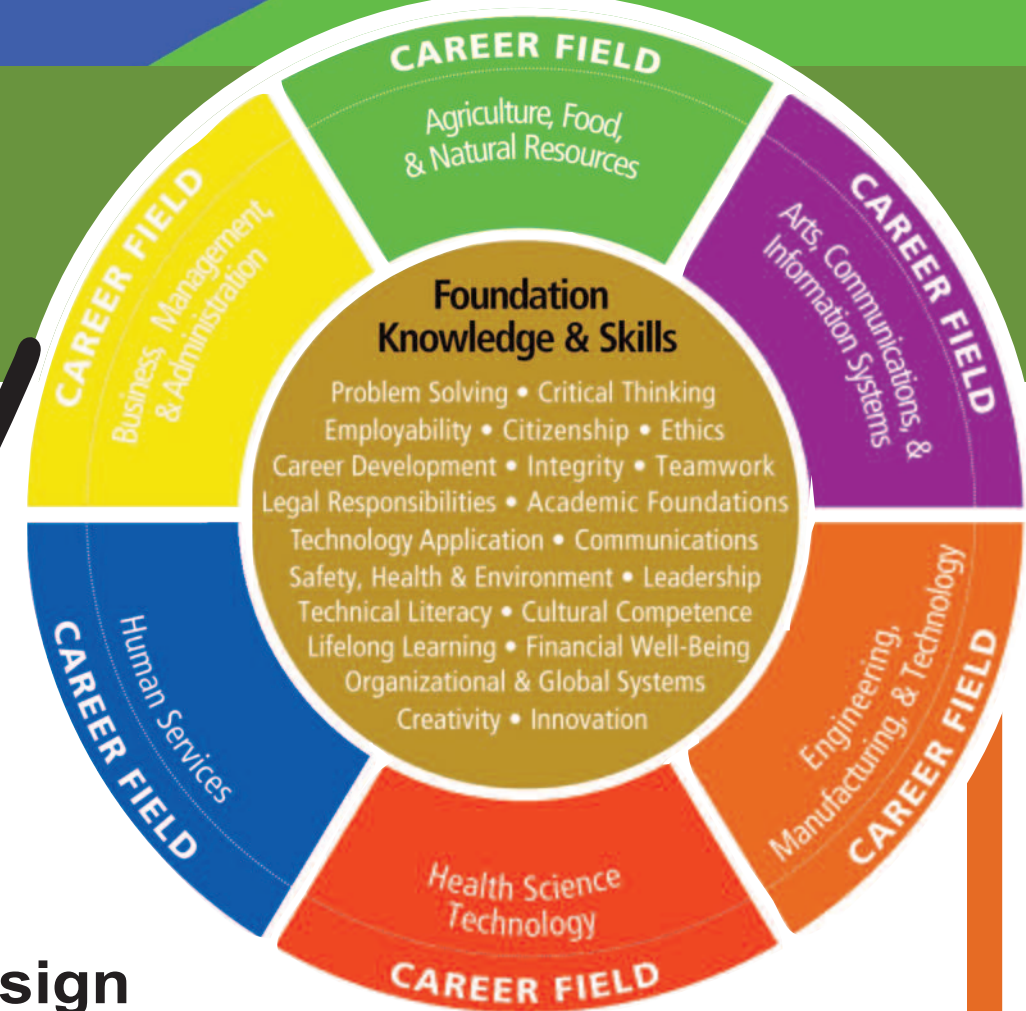 CAREER FIELD
Agriculture, Food,
& Natural Resources
CAREER FIELD
Arts, Communications, &
Information Systems
CAREER FIELD
Engineering,
Manufacturing, & Technology
CAREER FIELD
Health Science
Technology
CAREER FIELD
Human Services
CAREER FIELD
Business, Management,
& Administration
CAREER FIELD
Foundation
Knowledge & Skills
Problem Solving • Critical Thinking
Employability • Citizenship • Ethics
Career Development • Integrity • Teamwork
Legal Responsibilities • Academic Foundations
Technology Application • Communications
Safety, Health & Environment • Leadership
Technical Literacy • Cultural Competence
Lifelong Learning • Financial Well-Being
Organizational & Global Systems
Creativity • Innovation
sign